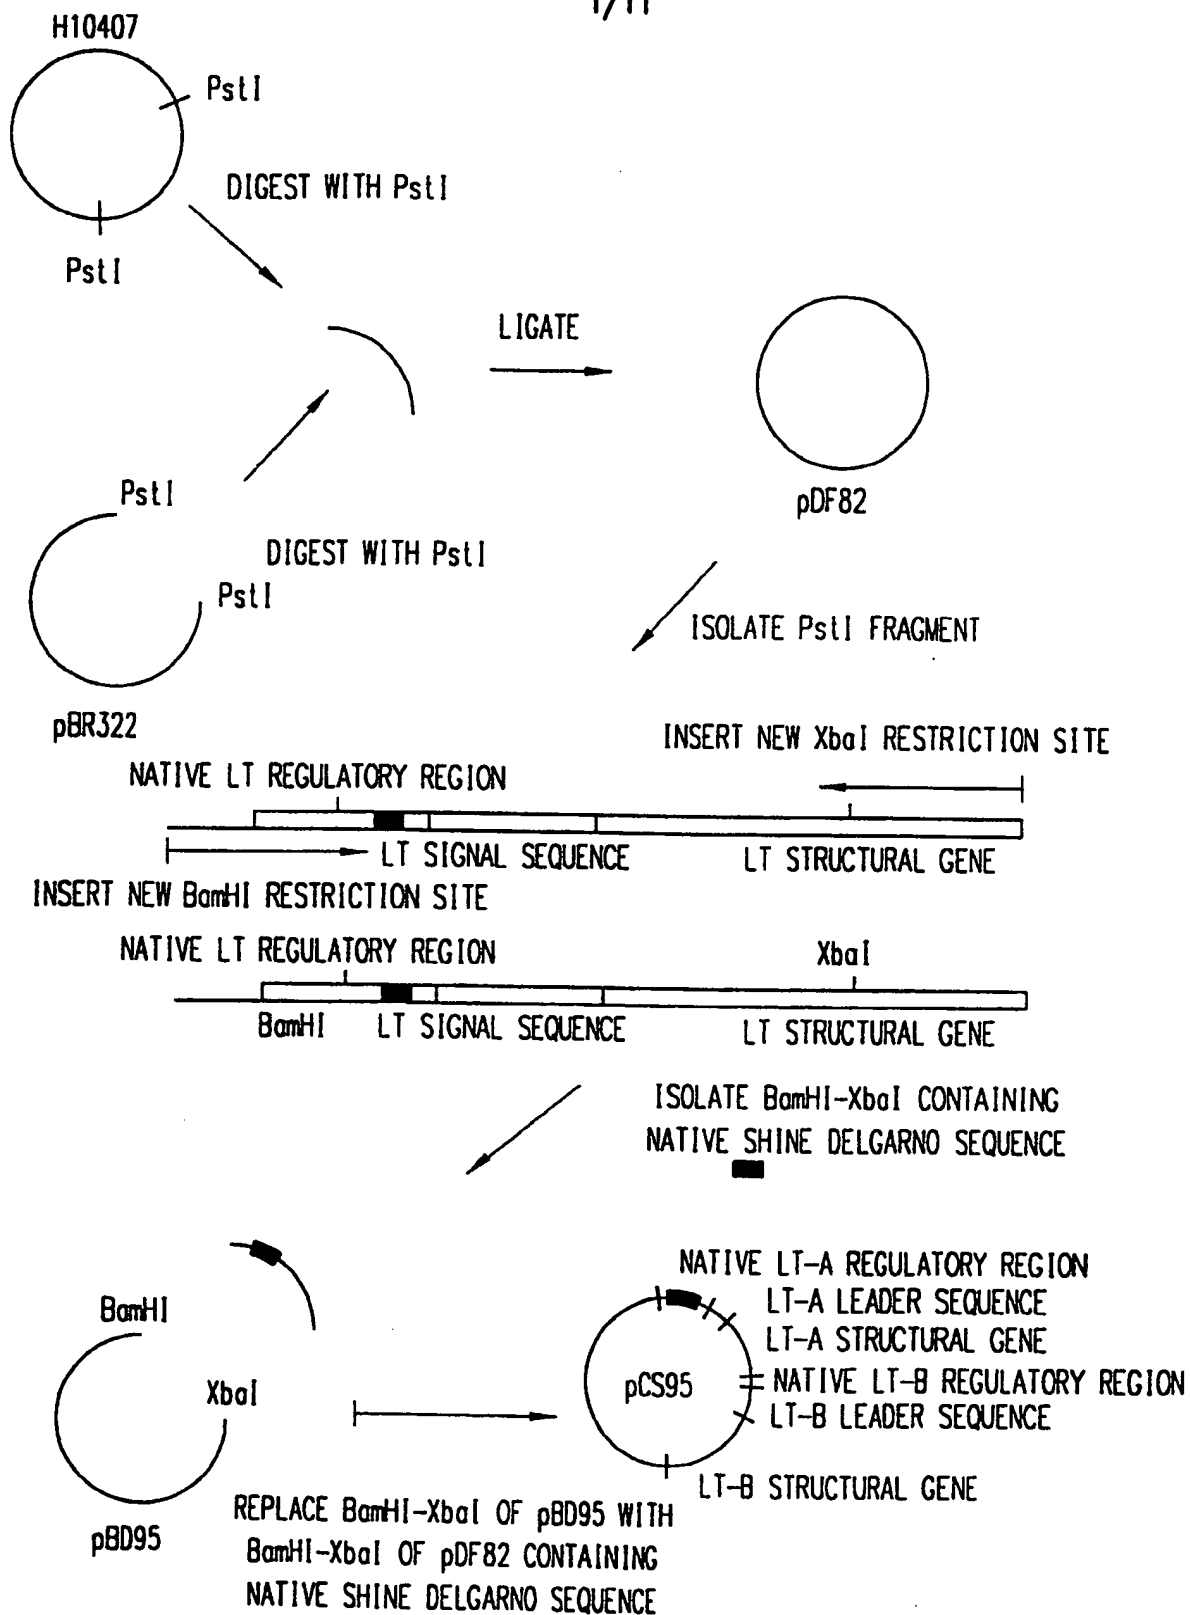 1/11
H10407
PstI
DIGEST WITH PstI
PstI
LIGATE
pDF82
PstI
DIGEST WITH PstI
PstI
pBR322
ISOLATE PstI FRAGMENT
INSERT NEW XbaI RESTRICTION SITE
NATIVE LT REGULATORY REGION
LT SIGNAL SEQUENCE
LT STRUCTURAL GENE
INSERT NEW BamHI RESTRICTION SITE
NATIVE LT REGULATORY REGION
XbaI
BamHI
LT SIGNAL SEQUENCE
LT STRUCTURAL GENE
ISOLATE BamHI-XbaI CONTAINING
NATIVE SHINE DELGARNO SEQUENCE
BamHI
XbaI
pBD95
REPLACE BamHI-XbaI OF pBD95 WITH
BamHI-XbaI OF pDF82 CONTAINING
NATIVE SHINE DELGARNO SEQUENCE
pCS95
NATIVE LT-A REGULATORY REGION
LT-A LEADER SEQUENCE
LT-A STRUCTURAL GENE
NATIVE LT-B REGULATORY REGION
LT-B LEADER SEQUENCE
LT-B STRUCTURAL GENE